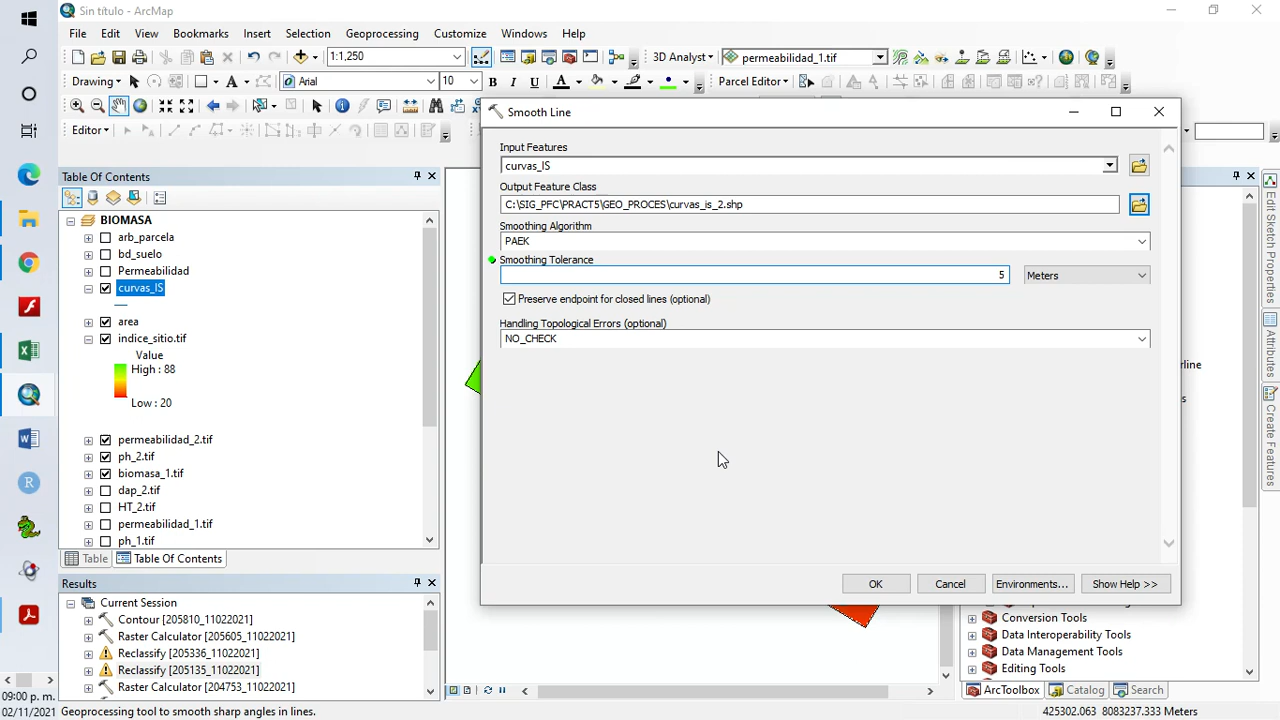 Sin título - ArcMap
File Edit View Bookmarks Insert Selection Geoprocessing Customize Windows Help
1:1,250 3D Analyst permeabilidad_1.tif
Drawing A Arial 10 B I U A Parcel Editor
Editor
Smooth Line
Input Features
curvas_IS
Output Feature Class
C:\SIG_PFC\PRACT5\GEO_PROCES\curvas_is_2.shp
Smoothing Algorithm
PAEK
Smoothing Tolerance
5 Meters
Preserve endpoint for closed lines (optional)
Handling Topological Errors (optional)
NO_CHECK
OK Cancel Environments... Show Help >>
Table Of Contents
BIOMASA
arb_parcela
bd_suelo
Permeabilidad
curvas_IS
area
indice_sitio.tif
Value
High : 88
Low : 20
permeabilidad_2.tif
ph_2.tif
biomasa_1.tif
dap_2.tif
HT_2.tif
permeabilidad_1.tif
ph_1.tif
Table Table Of Contents
Results
Current Session
Contour [205810_11022021]
Raster Calculator [205605_11022021]
Reclassify [205336_11022021]
Reclassify [205135_11022021]
Raster Calculator [204753_11022021]
Conversion Tools
Data Interoperability Tools
Data Management Tools
Editing Tools
ArcToolbox Catalog Search
Edit Sketch Properties
Attributes
Create Features
09:00 p. m.
02/11/2021
Geoprocessing tool to smooth sharp angles in lines.
425302.063 8083237.333 Meters